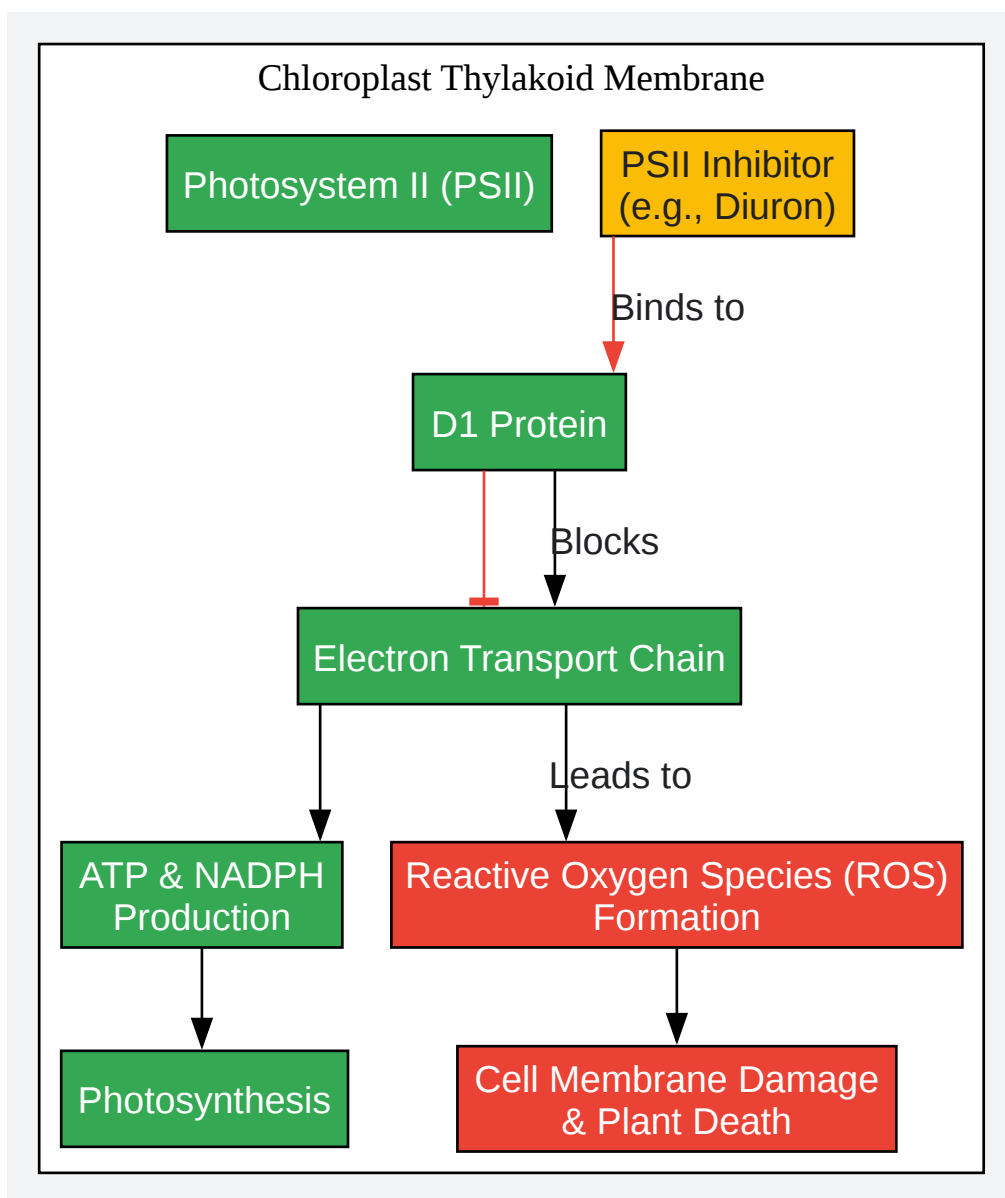 Chloroplast Thylakoid Membrane
Photosystem II (PSII)
PSII Inhibitor
(e.g., Diuron)
Binds to
D1 Protein
Blocks
Electron Transport Chain
Leads to
ATP & NADPH
Production
Reactive Oxygen Species (ROS)
Formation
Photosynthesis
Cell Membrane Damage
& Plant Death